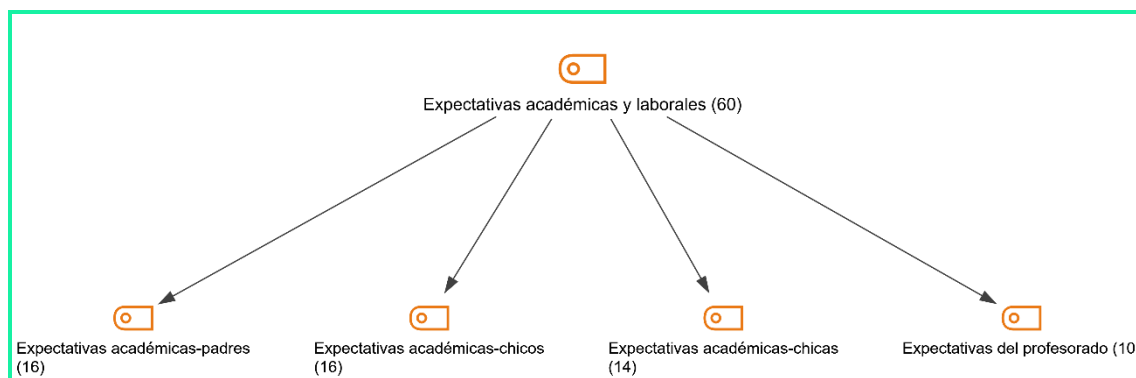 Expectativas académicas y laborales (60)
Expectativas académicas-padres
(16)
Expectativas académicas-chicos
(16)
Expectativas académicas-chicas
(14)
Expectativas del profesorado (10